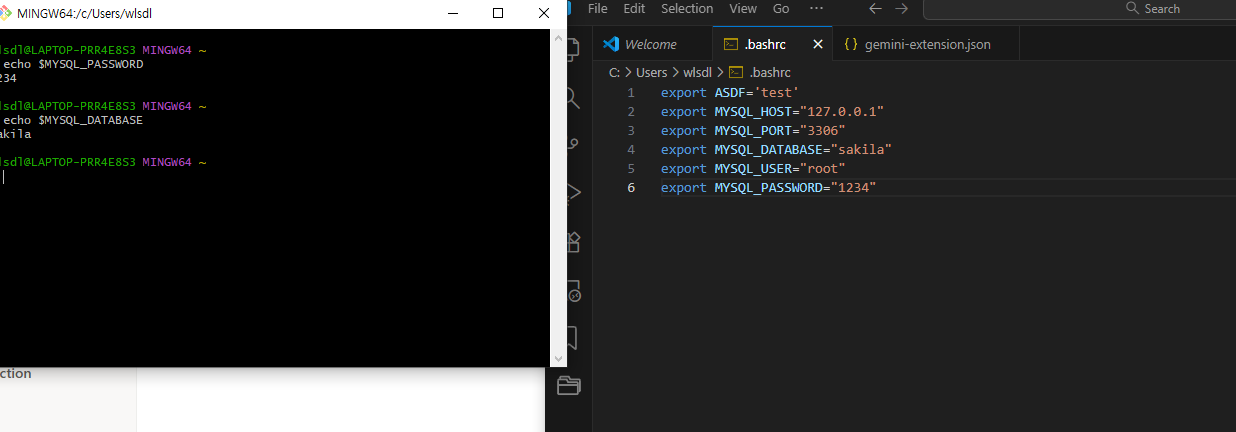 MINGW64:/c/Users/wlsdl
lsdl@LAPTOP-PRR4E8S3 MINGW64 ~
echo $MYSQL_PASSWORD
234
lsdl@LAPTOP-PRR4E8S3 MINGW64 ~
echo $MYSQL_DATABASE
akila
lsdl@LAPTOP-PRR4E8S3 MINGW64 ~
ction
File Edit Selection View Go ··· Search
Welcome .bashrc gemini-extension.json
C: > Users > wlsdl > .bashrc
1 export ASDF='test'
2 export MYSQL_HOST="127.0.0.1"
3 export MYSQL_PORT="3306"
4 export MYSQL_DATABASE="sakila"
5 export MYSQL_USER="root"
6 export MYSQL_PASSWORD="1234"